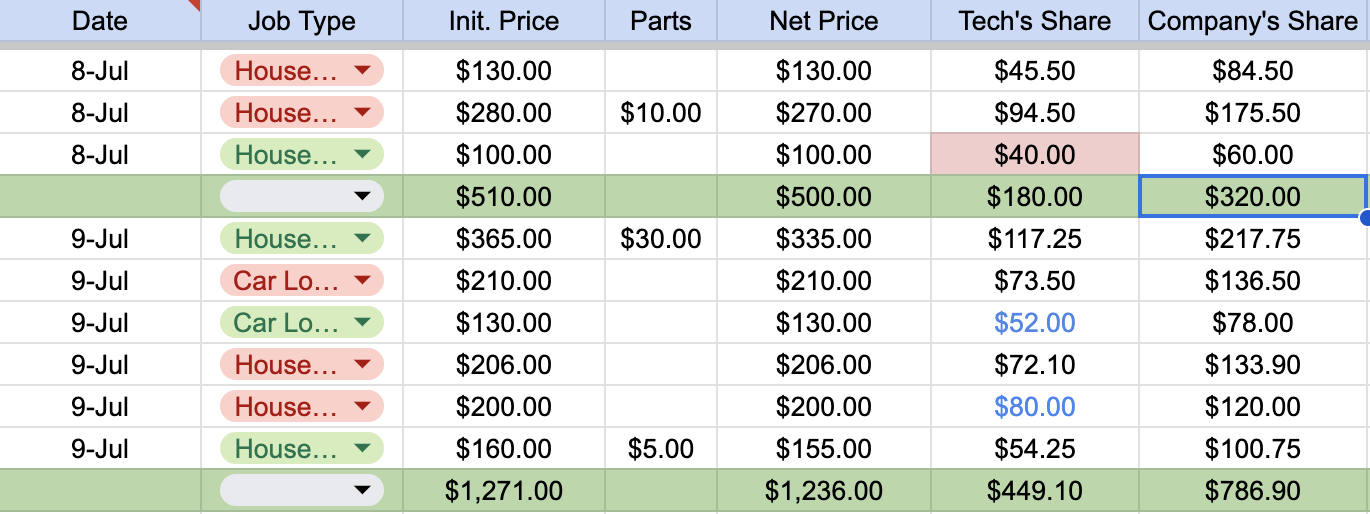 Date Job Type Init. Price Parts Net Price Tech's Share Company's Share
8-Jul House... $130.00 $130.00 $45.50 $84.50
8-Jul House... $280.00 $10.00 $270.00 $94.50 $175.50
8-Jul House... $100.00 $100.00 $40.00 $60.00
$510.00 $500.00 $180.00 $320.00
9-Jul House... $365.00 $30.00 $335.00 $117.25 $217.75
9-Jul Car Lo... $210.00 $210.00 $73.50 $136.50
9-Jul Car Lo... $130.00 $130.00 $52.00 $78.00
9-Jul House... $206.00 $206.00 $72.10 $133.90
9-Jul House... $200.00 $200.00 $80.00 $120.00
9-Jul House... $160.00 $5.00 $155.00 $54.25 $100.75
$1,271.00 $1,236.00 $449.10 $786.90